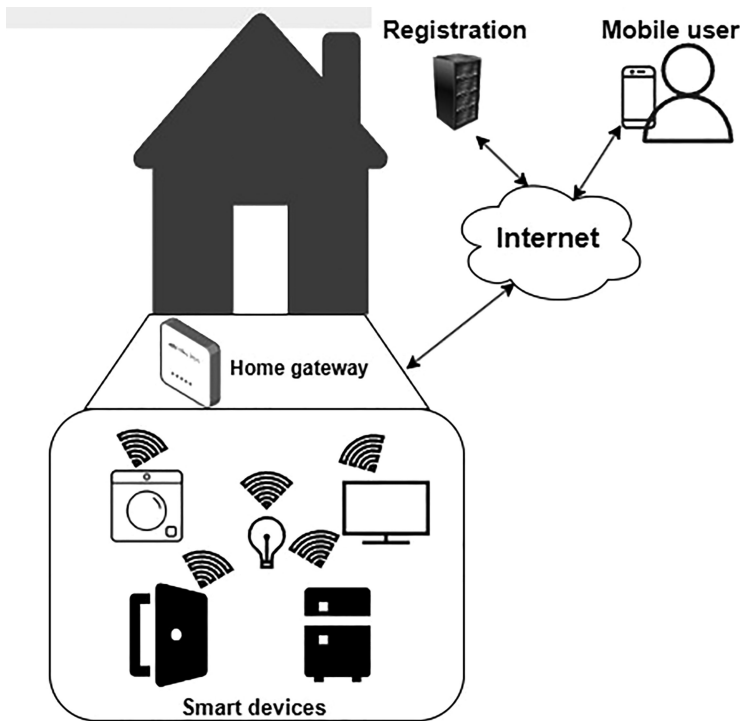 Registration
Mobile user
Internet
Home gateway
Smart devices